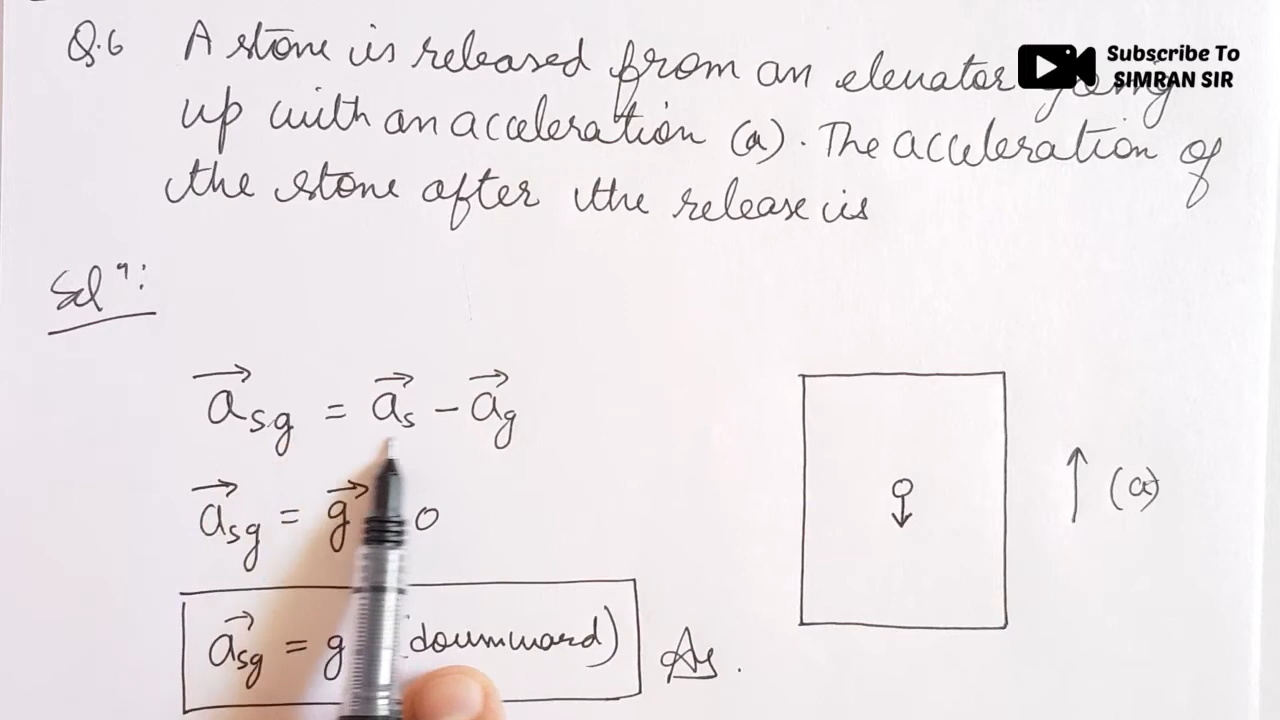 Q.6 A stone is released from an elevator going
Subscribe To
SIMRAN SIR
up with an acceleration (a). The acceleration of
the stone after the release is
Solⁿ:
a⃗sg = a⃗s - a⃗g
a⃗sg = g⃗ 0
a⃗sg = g (downward) Ans.
(a)